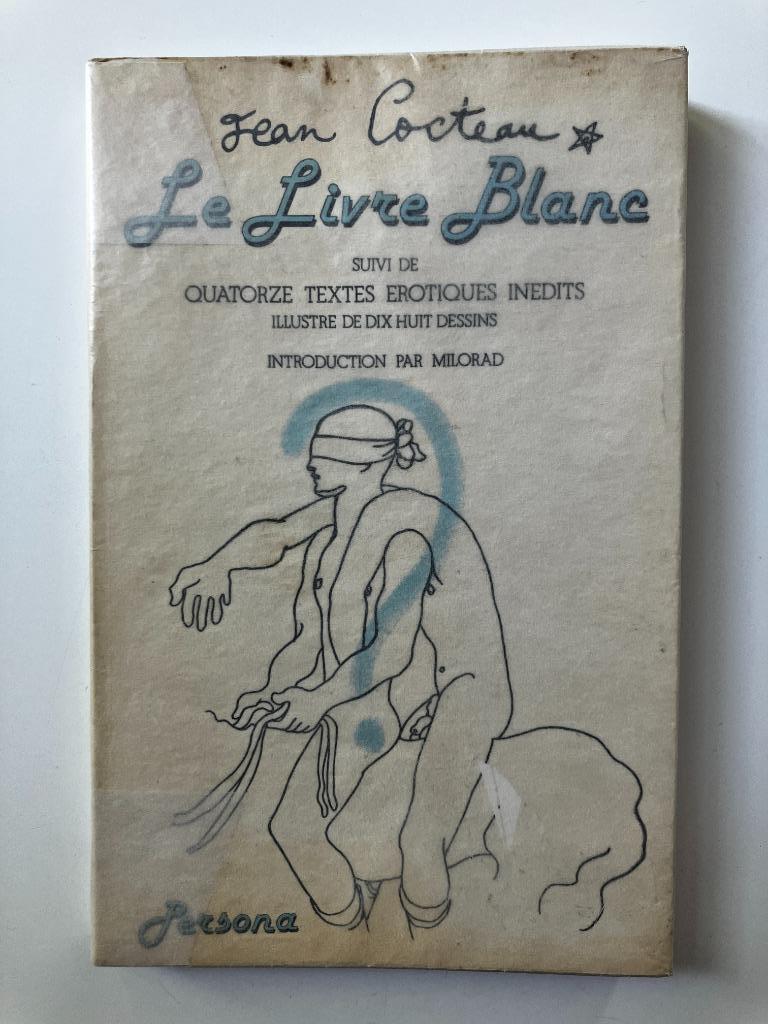 Jean Cocteau
Le Livre Blanc
SUIVI DE
QUATORZE TEXTES EROTIQUES INEDITS
ILLUSTRE DE DIX HUIT DESSINS
INTRODUCTION PAR MILORAD
?
Persona